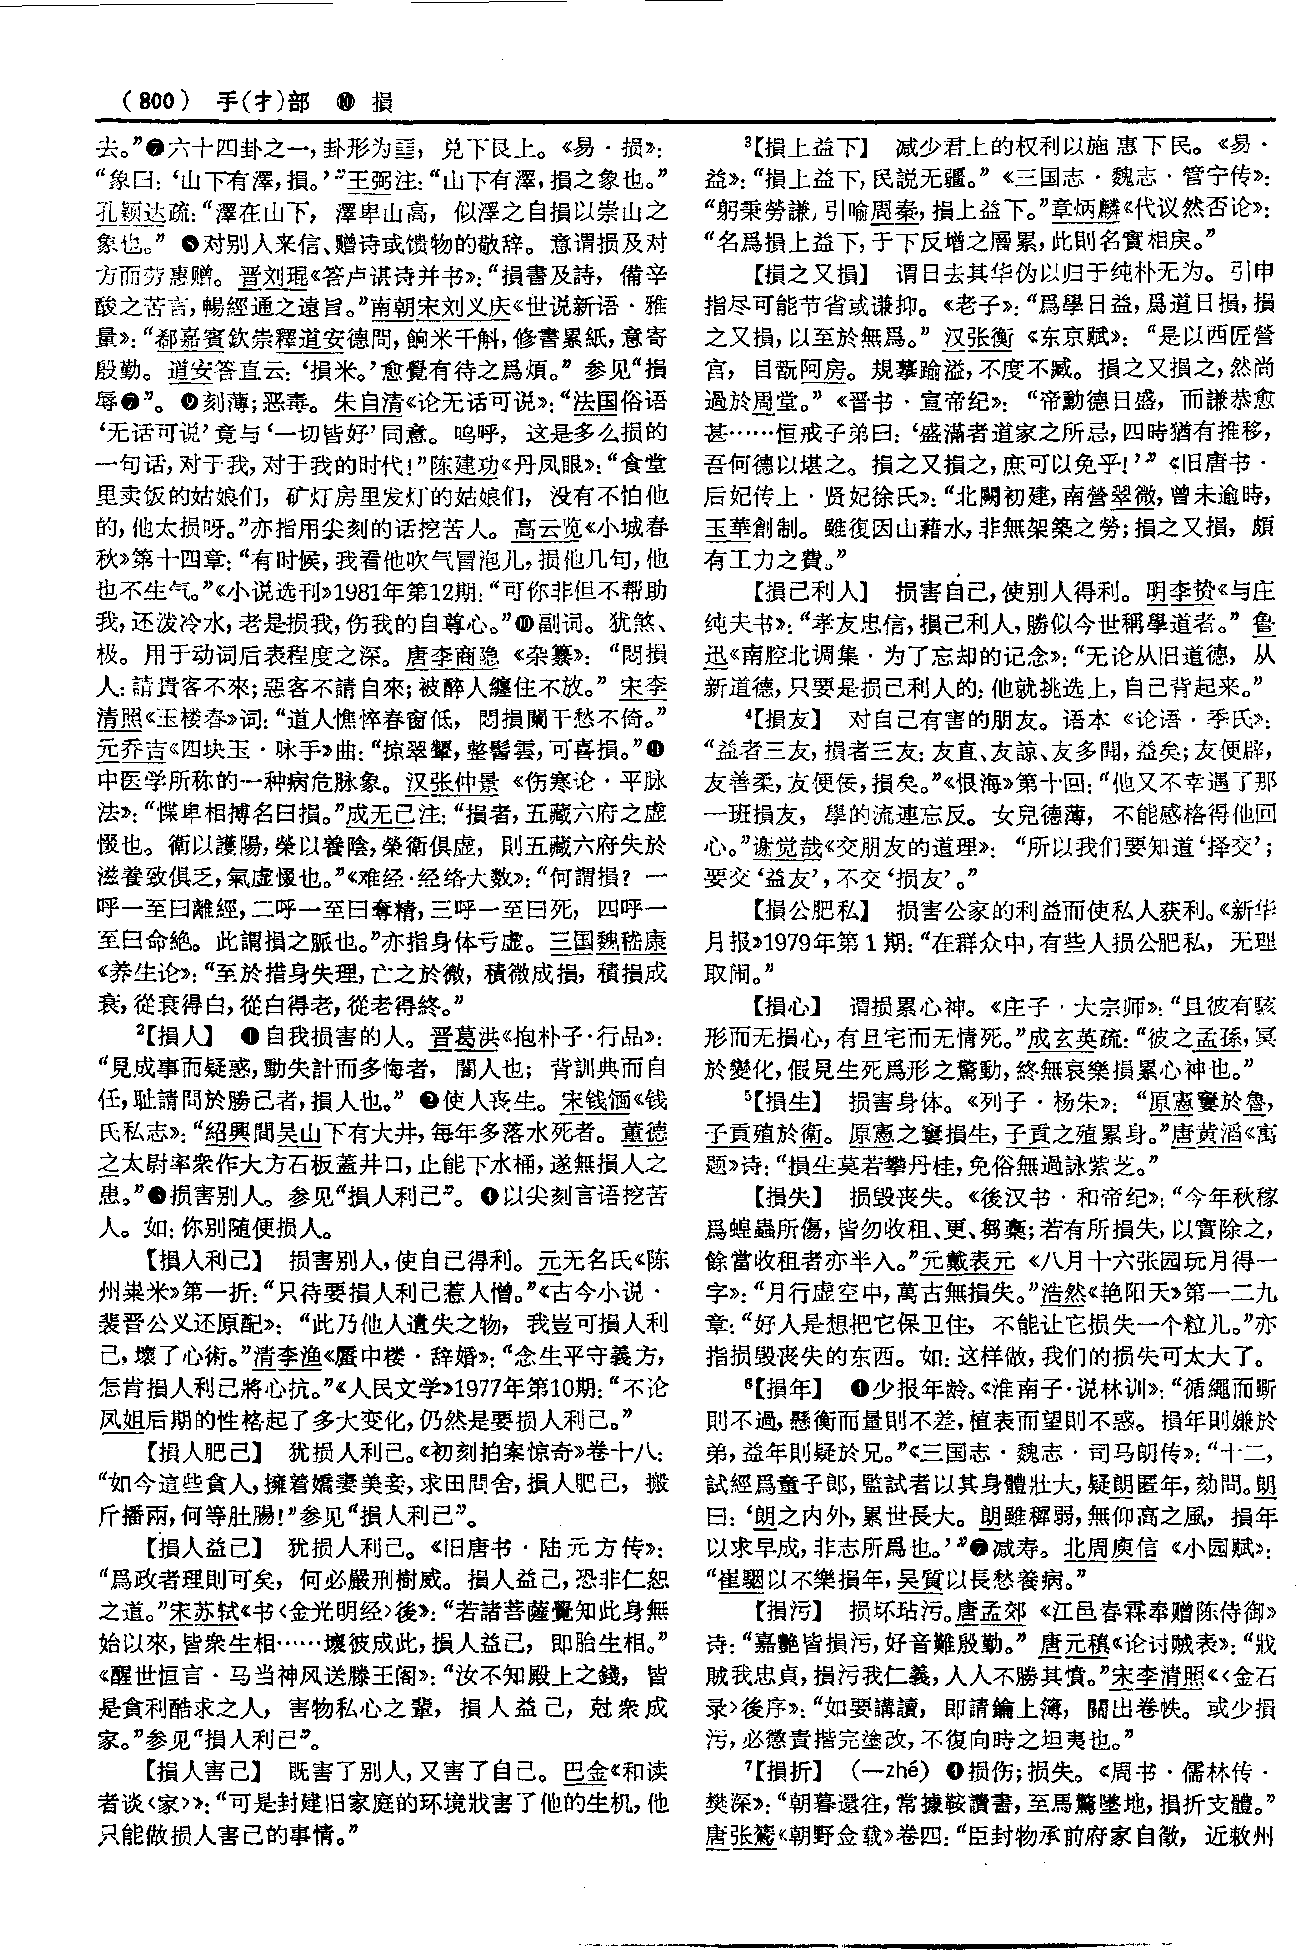 （800） 手(扌)部 ❿ 損
去。”❼六十四卦之一，卦形为䷨，兑下艮上。《易·损》：
“象曰：‘山下有澤，損。’”王弼注：“山下有澤，損之象也。”
孔颖达疏：“澤在山下，澤卑山高，似澤之自損以崇山之
象也。”❽对别人来信、赠诗或馈物的敬辞。意谓损及对
方而劳惠赠。晋刘琨《答卢谌诗并书》：“損書及詩，備辛
酸之苦言，暢經通之遠旨。”南朝宋刘义庆《世说新语·雅
量》：“郗嘉賓欽崇釋道安德問，餉米千斛，修書累紙，意寄
殷勤。道安答直云：‘損米。’愈覺有待之爲煩。”参见“損
辱❼”。❾刻薄；恶毒。朱自清《论无话可说》：“法国俗语
‘无话可说’竟与‘一切皆好’同意。呜呼，这是多么损的
一句话，对于我，对于我的时代！”陈建功《丹凤眼》：“食堂
里卖饭的姑娘们，矿灯房里发灯的姑娘们，没有不怕他
的，他太损呀。”亦指用尖刻的话挖苦人。高云览《小城春
秋》第十四章：“有时候，我看他吹气冒泡儿，损他几句，他
也不生气。”《小说选刊》1981年第12期：“可你非但不帮助
我，还泼冷水，老是损我，伤我的自尊心。”❿副词。犹煞、
极。用于动词后表程度之深。唐李商隐《杂纂》：“悶損
人：請貴客不來；惡客不請自來；被醉人纏住不放。”宋李
清照《玉楼春》词：“道人憔悴春窗低，悶損闌干愁不倚。”
元乔吉《四块玉·咏手》曲：“掠翠鬟，整髻雲，可喜損。”⓫
中医学所称的一种病危脉象。汉张仲景《伤寒论·平脉
法》：“惵卑相搏名曰損。”成无己注：“損者，五藏六府之虚
惙也。衛以護陽，榮以養陰，榮衛俱虚，則五藏六府失於
滋養致俱乏，氣虚惙也。”《难经·经络大数》：“何謂損？一
呼一至曰離經，二呼一至曰奪精，三呼一至曰死，四呼一
至曰命絶。此謂損之脈也。”亦指身体亏虚。三国魏嵇康
《养生论》：“至於措身失理，亡之於微，積微成損，積損成
衰，從衰得白，從白得老，從老得終。”
²【損人】 ❶自我损害的人。晋葛洪《抱朴子·行品》：
“見成事而疑惑，動失計而多悔者，闇人也；背訓典而自
任，耻請問於勝己者，損人也。”❷使人丧生。宋钱愐《钱
氏私志》：“紹興間吴山下有大井，每年多落水死者。董德
之太尉率衆作大方石板蓋井口，止能下水桶，遂無損人之
患。”❸损害别人。参见“損人利己”。❹以尖刻言语挖苦
人。如：你别随便损人。
【損人利己】 损害别人，使自己得利。元无名氏《陈
州粜米》第一折：“只待要損人利己惹人憎。”《古今小说·
裴晋公义还原配》：“此乃他人遺失之物，我豈可損人利
己，壞了心術。”清李渔《蜃中楼·辞婚》：“念生平守義方，
怎肯損人利己將心抗。”《人民文学》1977年第10期：“不论
凤姐后期的性格起了多大变化，仍然是要损人利己。”
【損人肥己】 犹损人利己。《初刻拍案惊奇》卷十八：
“如今這些貪人，擁着嬌妻美妾，求田問舍，損人肥己，搬
斤播兩，何等肚腸！”参见“損人利己”。
【損人益己】 犹损人利己。《旧唐书·陆元方传》：
“爲政者理則可矣，何必嚴刑樹威。損人益己，恐非仁恕
之道。”宋苏轼《书〈金光明经〉後》：“若諸菩薩覺知此身無
始以來，皆衆生相……壞彼成此，損人益己，即胎生相。”
《醒世恒言·马当神风送滕王阁》：“汝不知殿上之錢，皆
是貪利酷求之人，害物私心之輩，損人益己，尅衆成
家。”参见“損人利己”。
【損人害己】 既害了别人，又害了自己。巴金《和读
者谈〈家〉》：“可是封建旧家庭的环境戕害了他的生机，他
只能做损人害己的事情。”
³【損上益下】 减少君上的权利以施惠下民。《易·
益》：“損上益下，民説无疆。”《三国志·魏志·管宁传》：
“躬秉勞謙，引喻周秦，損上益下。”章炳麟《代议然否论》：
“名爲損上益下，于下反增之層累，此則名實相戾。”
【損之又損】 谓日去其华伪以归于纯朴无为。引申
指尽可能节省或谦抑。《老子》：“爲學日益，爲道日損，損
之又損，以至於無爲。”汉张衡《东京赋》：“是以西匠營
宫，目翫阿房。規摹踰溢，不度不臧。損之又損之，然尚
過於周堂。”《晋书·宣帝纪》：“帝勳德日盛，而謙恭愈
甚……恒戒子弟曰：‘盛滿者道家之所忌，四時猶有推移，
吾何德以堪之。損之又損之，庶可以免乎！’”《旧唐书·
后妃传上·贤妃徐氏》：“北闕初建，南營翠微，曾未逾時，
玉華創制。雖復因山藉水，非無架築之勞；損之又損，頗
有工力之費。”
【損己利人】 损害自己，使别人得利。明李贽《与庄
纯夫书》：“孝友忠信，損己利人，勝似今世稱學道者。”鲁
迅《南腔北调集·为了忘却的记念》：“无论从旧道德，从
新道德，只要是损己利人的，他就挑选上，自己背起来。”
⁴【損友】 对自己有害的朋友。语本《论语·季氏》：
“益者三友，損者三友：友直、友諒、友多聞，益矣；友便辟，
友善柔，友便佞，損矣。”《恨海》第十回：“他又不幸遇了那
一班損友，學的流連忘反。女兒德薄，不能感格得他回
心。”谢觉哉《交朋友的道理》：“所以我们要知道‘择交’；
要交‘益友’，不交‘损友’。”
【損公肥私】 损害公家的利益而使私人获利。《新华
月报》1979年第1期：“在群众中，有些人损公肥私，无理
取闹。”
【損心】 谓损累心神。《庄子·大宗师》：“且彼有駭
形而无損心，有旦宅而无情死。”成玄英疏：“彼之孟孫，冥
於變化，假見生死爲形之驚動，終無哀樂損累心神也。”
⁵【損生】 损害身体。《列子·杨朱》：“原憲窶於魯，
子貢殖於衛。原憲之窶損生，子貢之殖累身。”唐黄滔《寓
题》诗：“損生莫若攀丹桂，免俗無過詠紫芝。”
【損失】 损毁丧失。《後汉书·和帝纪》：“今年秋稼
爲蝗蟲所傷，皆勿收租、更、芻藁；若有所損失，以實除之，
餘當收租者亦半入。”元戴表元《八月十六张园玩月得一
字》：“月行虚空中，萬古無損失。”浩然《艳阳天》第一二九
章：“好人是想把它保卫住，不能让它损失一个粒儿。”亦
指损毁丧失的东西。如：这样做，我们的损失可太大了。
⁶【損年】 ❶少报年龄。《淮南子·说林训》：“循繩而斲
則不過，懸衡而量則不差，植表而望則不惑。損年則嫌於
弟，益年則疑於兄。”《三国志·魏志·司马朗传》：“十二，
試經爲童子郎，監試者以其身體壯大，疑朗匿年，劾問。朗
曰：‘朗之内外，累世長大。朗雖穉弱，無仰高之風，損年
以求早成，非志所爲也。’”❷减寿。北周庾信《小园赋》：
“崔駰以不樂損年，吴質以長愁養病。”
【損污】 损坏玷污。唐孟郊《江邑春霖奉赠陈侍御》
诗：“嘉艷皆損污，好音難殷勤。”唐元稹《论讨贼表》：“戕
賊我忠貞，損污我仁義，人人不勝其憤。”宋李清照《〈金石
录〉後序》：“如要講讀，即請鑰上簿，關出卷帙。或少損
污，必懲責揩完塗改，不復向時之坦夷也。”
⁷【損折】 （—zhé）❶损伤；损失。《周书·儒林传·
樊深》：“朝暮還往，常據鞍讀書，至馬驚墜地，損折支體。”
唐张鷟《朝野佥载》卷四：“臣封物承前府家自徵，近敕州